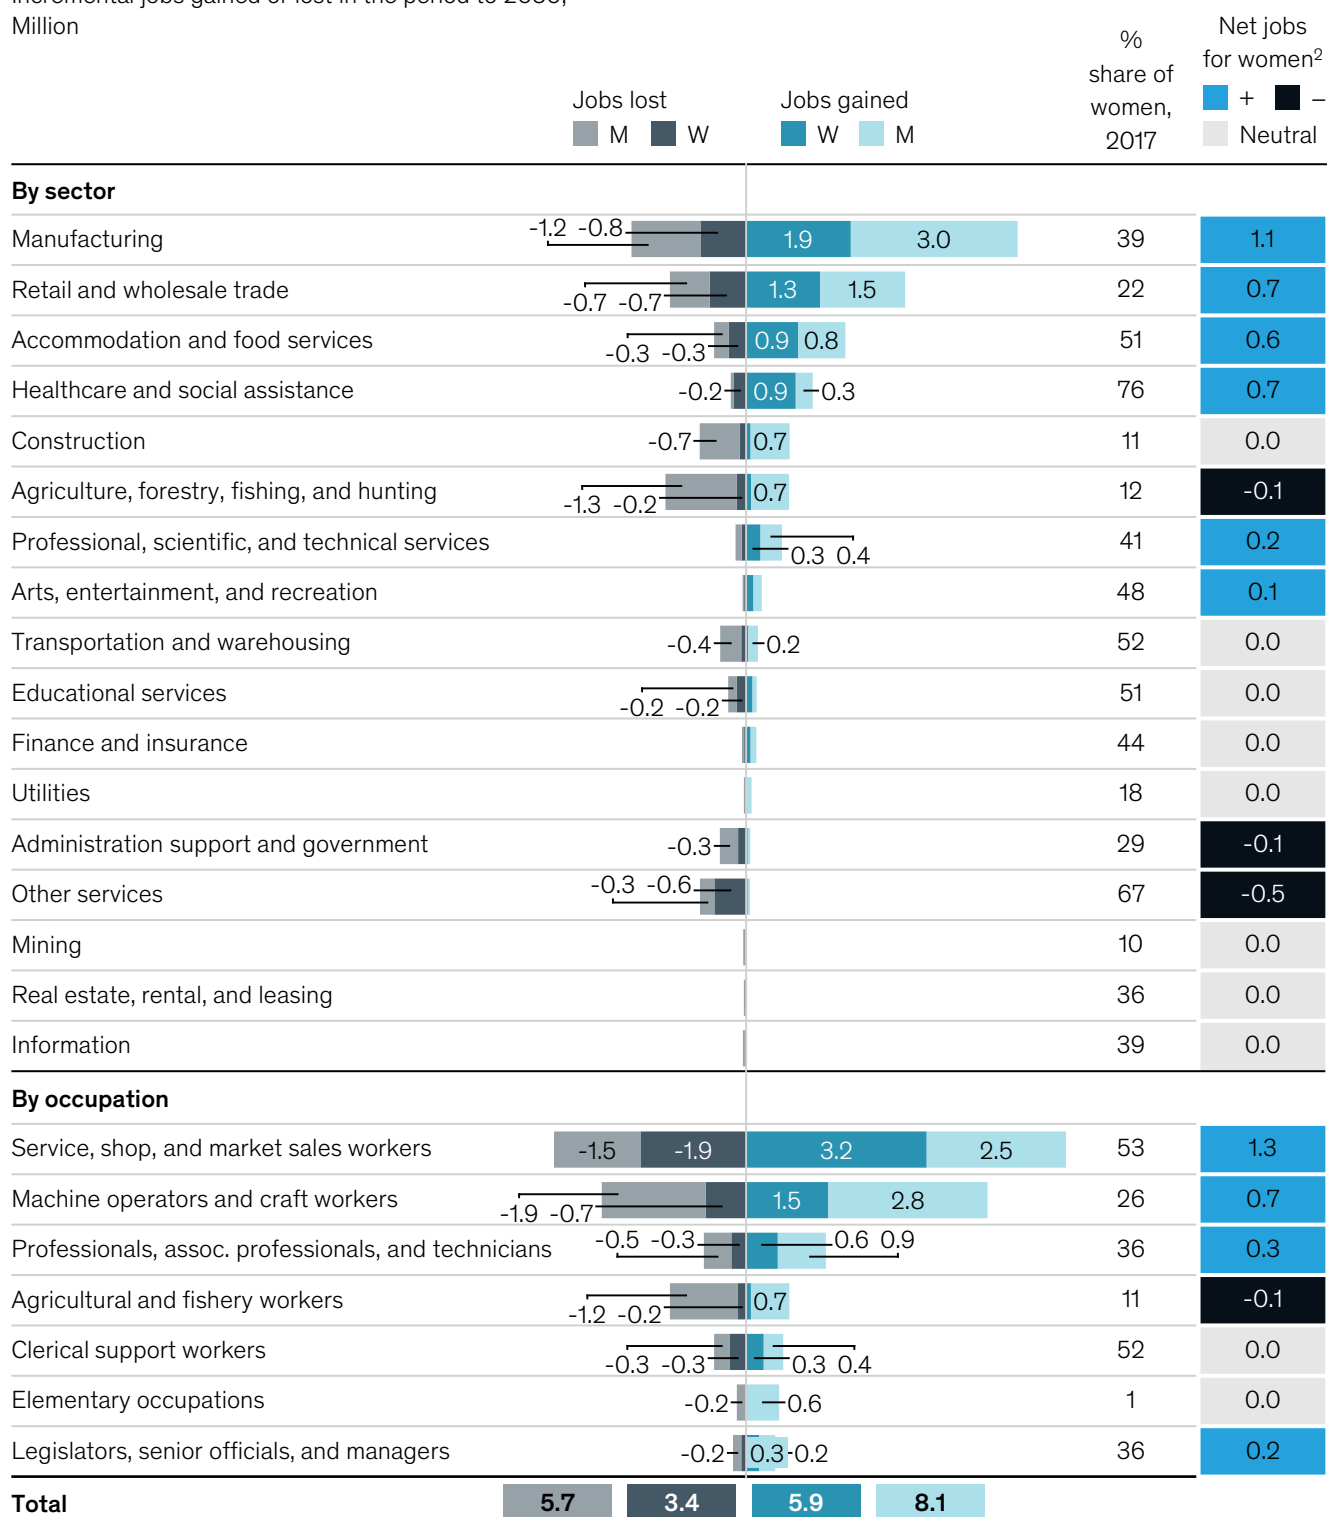 Incremental jobs gained or lost in the period to 2030,
Million
%
share of
women,
2017
Net jobs
for women2
+ –
Neutral
Jobs lost
M W
Jobs gained
W M
By sector
Manufacturing -1.2 -0.8 1.9 3.0 39 1.1
Retail and wholesale trade -0.7 -0.7 1.3 1.5 22 0.7
Accommodation and food services -0.3 -0.3 0.9 0.8 51 0.6
Healthcare and social assistance -0.2 0.9 0.3 76 0.7
Construction -0.7 0.7 11 0.0
Agriculture, forestry, fishing, and hunting -1.3 -0.2 0.7 12 -0.1
Professional, scientific, and technical services 0.3 0.4 41 0.2
Arts, entertainment, and recreation 48 0.1
Transportation and warehousing -0.4 0.2 52 0.0
Educational services -0.2 -0.2 51 0.0
Finance and insurance 44 0.0
Utilities 18 0.0
Administration support and government -0.3 29 -0.1
Other services -0.3 -0.6 67 -0.5
Mining 10 0.0
Real estate, rental, and leasing 36 0.0
Information 39 0.0
By occupation
Service, shop, and market sales workers -1.5 -1.9 3.2 2.5 53 1.3
Machine operators and craft workers -1.9 -0.7 1.5 2.8 26 0.7
Professionals, assoc. professionals, and technicians -0.5 -0.3 0.6 0.9 36 0.3
Agricultural and fishery workers -1.2 -0.2 0.7 11 -0.1
Clerical support workers -0.3 -0.3 0.3 0.4 52 0.0
Elementary occupations -0.2 0.6 1 0.0
Legislators, senior officials, and managers -0.2 0.3 0.2 36 0.2
Total 5.7 3.4 5.9 8.1